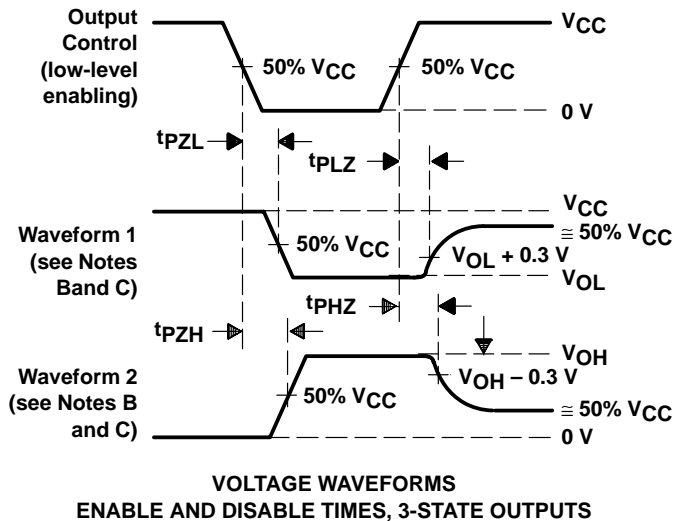 Output
Control
(low-level
enabling)
VCC
50% VCC
50% VCC
0 V
tPZL
tPLZ
VCC
Waveform 1
(see Notes
Band C)
50% VCC
≅ 50% VCC
VOL + 0.3 V
VOL
tPHZ
tPZH
Waveform 2
(see Notes B
and C)
VOH
VOH – 0.3 V
50% VCC
≅ 50% VCC
0 V
VOLTAGE WAVEFORMS
ENABLE AND DISABLE TIMES, 3-STATE OUTPUTS